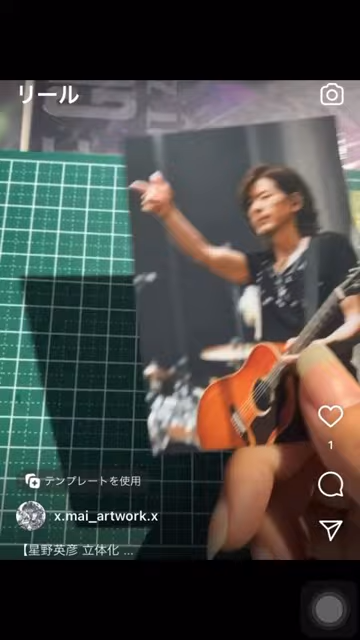 リール
1
テンプレートを使用
x.mai_artwork.x
【星野英彦 立体化 ...